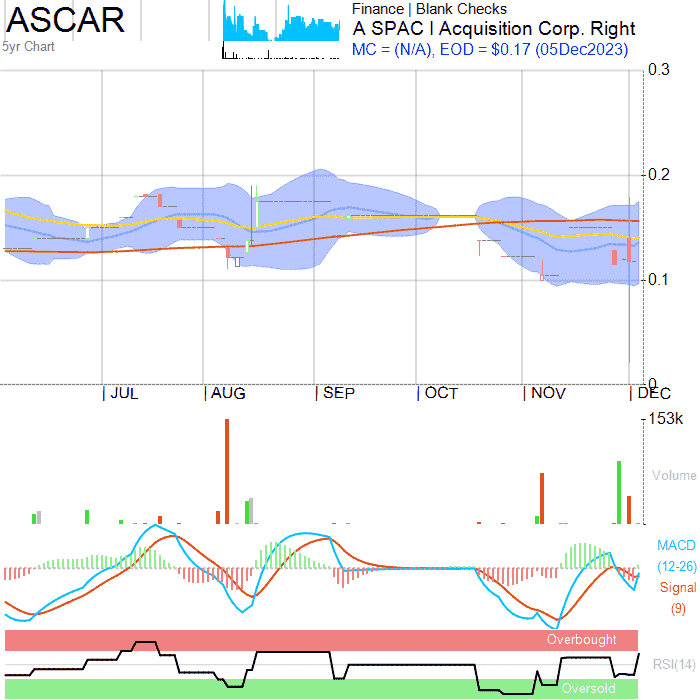 ASCAR
5yr Chart
Finance | Blank Checks
A SPAC I Acquisition Corp. Right
MC = (N/A), EOD = $0.17 (05Dec2023)
0.3
0.2
0.1
0
JUL AUG SEP OCT NOV DEC
153k
Volume
MACD
(12-26)
Signal
(9)
Overbought
RSI(14)
Oversold